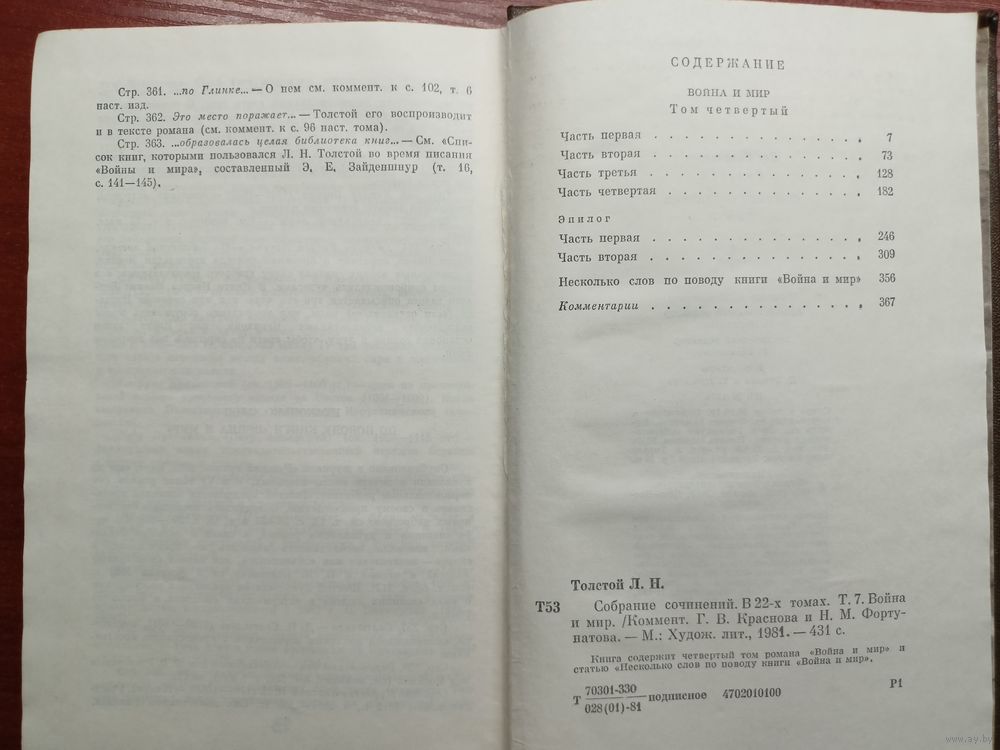 Стр. 361. ...по Глинке... — О нем см. коммент. к с. 102, т. 6
наст. изд.
Стр. 362. Это место поражает... — Толстой его воспроизводит
и в тексте романа (см. коммент. к с. 96 наст. тома).
Стр. 363. ...образовалась целая библиотека книг... — См. «Спи-
сок книг, которыми пользовался Л. Н. Толстой во время писания
«Войны и мира», составленный Э. Е. Зайденшнур (т. 16,
с. 141—145).
СОДЕРЖАНИЕ
ВОЙНА И МИР
Том четвертый
Часть первая . . . . . . . . . . . . . . . 7
Часть вторая . . . . . . . . . . . . . . . 73
Часть третья . . . . . . . . . . . . . . . 128
Часть четвертая . . . . . . . . . . . . . . 182
Эпилог
Часть первая . . . . . . . . . . . . . . . 246
Часть вторая . . . . . . . . . . . . . . . 309
Несколько слов по поводу книги «Война и мир» 356
Комментарии . . . . . . . . . . . . . . . 367
Толстой Л. Н.
Т53 Собрание сочинений. В 22-х томах. Т. 7. Война
и мир. /Коммент. Г. В. Краснова и Н. М. Форту-
натова. — М.: Худож. лит., 1981. — 431 с.
Книга содержит четвертый том романа «Война и мир» и
статью «Несколько слов по поводу книги «Война и мир».
Т 70301-330
028(01)-81 подписное 4702010100
Р1
www.ay.by